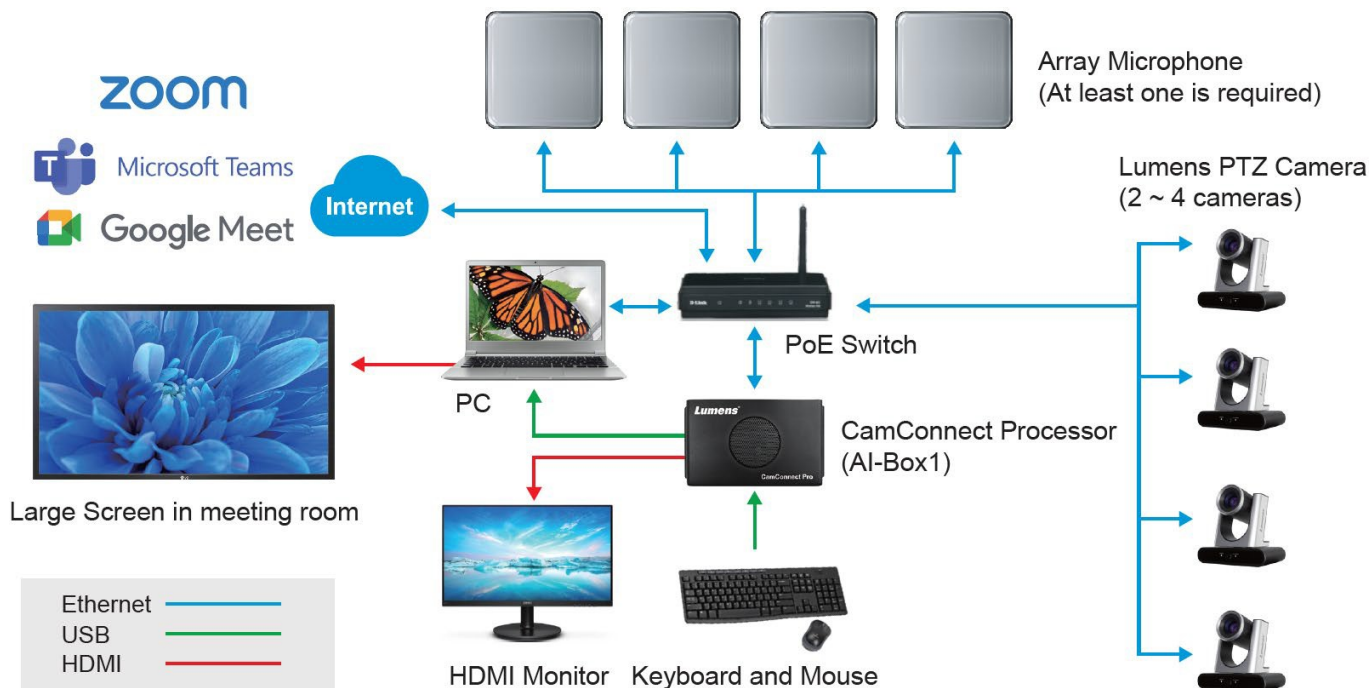 zoom
Microsoft Teams
Google Meet
Internet
Array Microphone
(At least one is required)
Lumens PTZ Camera
(2 ~ 4 cameras)
D-Link
PoE Switch
PC
Lumens
CamConnect Pro
CamConnect Processor
(AI-Box1)
Large Screen in meeting room
HDMI Monitor
Keyboard and Mouse
Ethernet
USB
HDMI